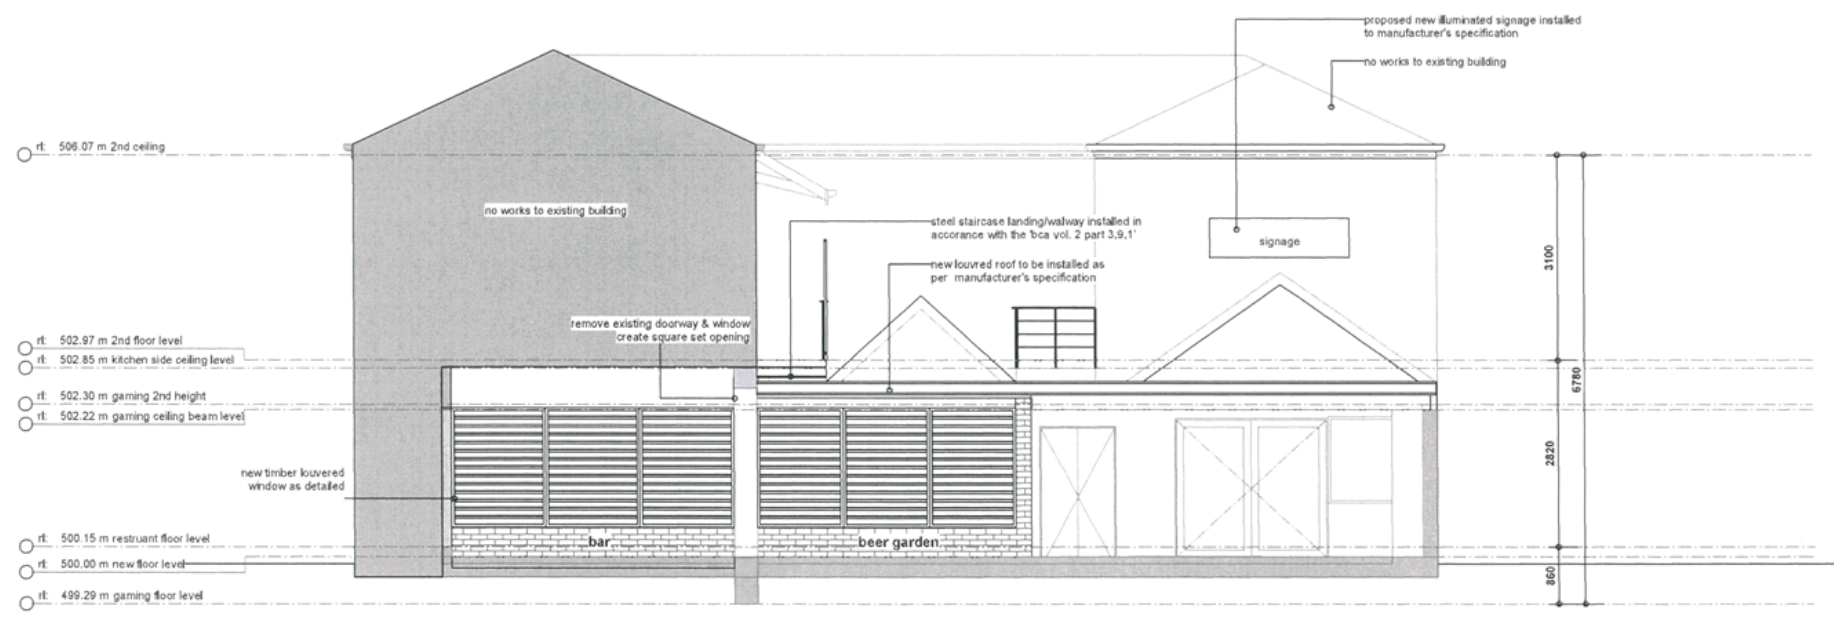 proposed new illuminated signage installed
to manufacturer's specification
no works to existing building
rl: 506.07 m 2nd ceiling
no works to existing building
steel staircase landing/walway installed in
accorance with the 'bca vol. 2 part 3,9,1'
signage
3100
new louvred roof to be installed as
per manufacturer's specification
remove existing doorway & window
create square set opening
rl: 502.97 m 2nd floor level
rl: 502.85 m kitchen side ceiling level
6780
rl: 502.30 m gaming 2nd height
rl: 502.22 m gaming ceiling beam level
2820
new timber louvered
window as detailed
rl: 500.15 m restruant floor level
bar
beer garden
rl: 500.00 m new floor level
860
rl: 499.29 m gaming floor level